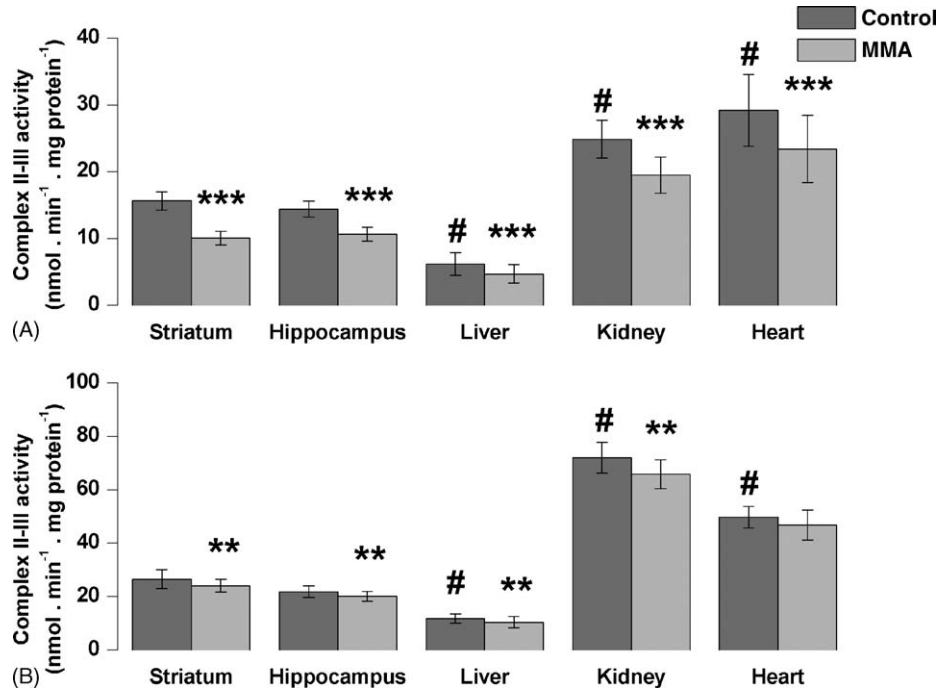 Control
MMA
Complex II-III activity
(nmol . min⁻¹ . mg protein⁻¹)
40
30
20
10
0
#
***
#
***
***
***
#
***
Striatum
Hippocampus
Liver
Kidney
Heart
(A)
Complex II-III activity
(nmol . min⁻¹ . mg protein⁻¹)
100
80
60
40
20
0
#
**
#
**
**
#
**
Striatum
Hippocampus
Liver
Kidney
Heart
(B)